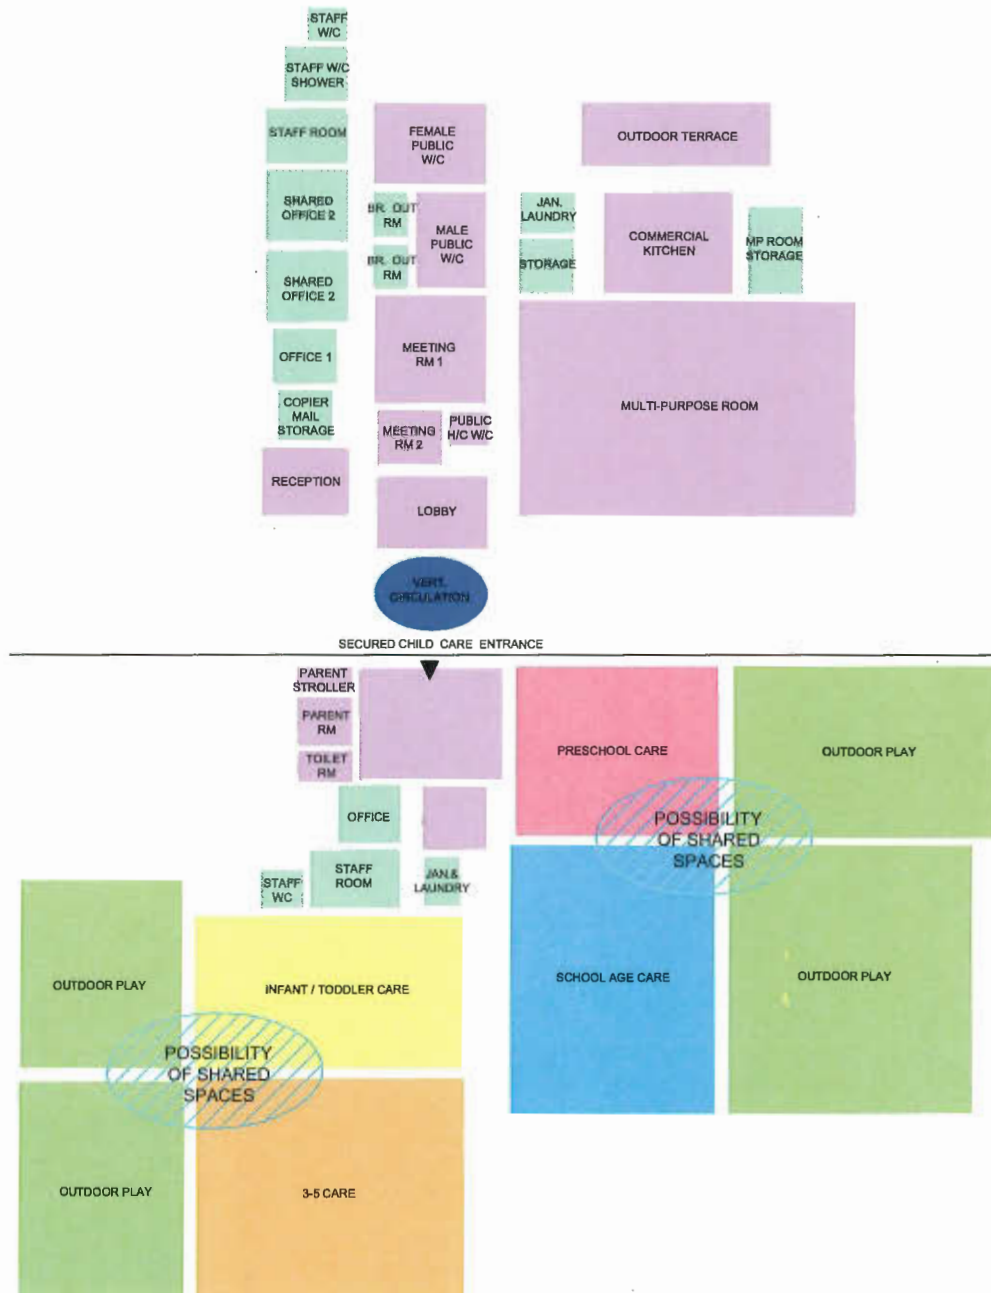 STAFF
W/C
STAFF W/C
SHOWER
STAFF ROOM
SHARED
OFFICE 2
SHARED
OFFICE 2
OFFICE 1
COPIER
MAIL
STORAGE
RECEPTION
FEMALE
PUBLIC
W/C
BR. OUT
RM
BR. OUT
RM
MALE
PUBLIC
W/C
MEETING
RM 1
MEETING
RM 2
PUBLIC
H/C W/C
LOBBY
VERT.
CIRCULATION
OUTDOOR TERRACE
JAN.
LAUNDRY
STORAGE
COMMERCIAL
KITCHEN
MP ROOM
STORAGE
MULTI-PURPOSE ROOM
SECURED CHILD CARE ENTRANCE
PARENT
STROLLER
PARENT
RM
TOILET
RM
OFFICE
STAFF
ROOM
STAFF
WC
JAN.&
LAUNDRY
PRESCHOOL CARE
OUTDOOR PLAY
POSSIBILITY
OF SHARED
SPACES
SCHOOL AGE CARE
OUTDOOR PLAY
OUTDOOR PLAY
INFANT / TODDLER CARE
POSSIBILITY
OF SHARED
SPACES
OUTDOOR PLAY
3-5 CARE